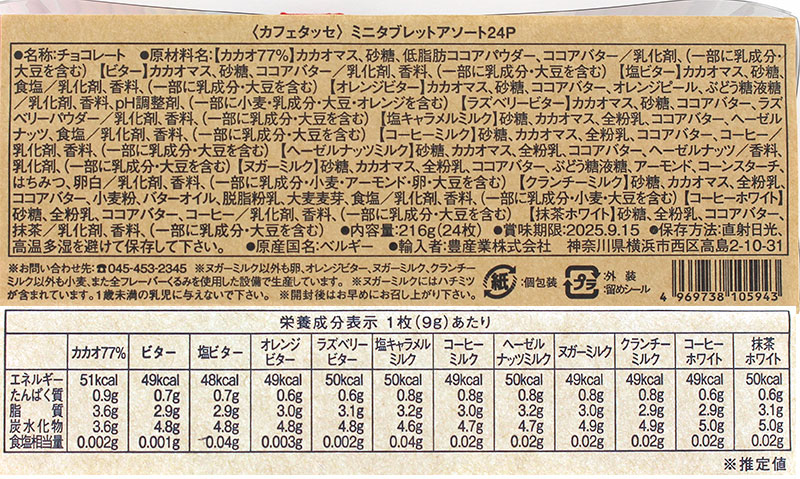 〈カフェタッセ〉ミニタブレットアソート24P
●名称:チョコレート ●原材料名:【カカオ77%】カカオマス、砂糖、低脂肪ココアパウダー、ココアバター／乳化剤、(一部に乳成分・
大豆を含む)【ビター】カカオマス、砂糖、ココアバター／乳化剤、香料、(一部に乳成分・大豆を含む)【塩ビター】カカオマス、砂糖、
食塩／乳化剤、香料、(一部に乳成分・大豆を含む)【オレンジビター】カカオマス、砂糖、ココアバター、オレンジピール、ぶどう糖液糖
／乳化剤、香料、pH調整剤、(一部に小麦・乳成分・大豆・オレンジを含む)【ラズベリービター】カカオマス、砂糖、ココアバター、ラズ
ベリーパウダー／乳化剤、香料、(一部に乳成分・大豆を含む)【塩キャラメルミルク】砂糖、カカオマス、全粉乳、ココアバター、ヘーゼル
ナッツ、食塩／乳化剤、香料、(一部に乳成分・大豆を含む)【コーヒーミルク】砂糖、カカオマス、全粉乳、ココアバター、コーヒー／
乳化剤、香料、(一部に乳成分・大豆を含む)【ヘーゼルナッツミルク】砂糖、カカオマス、全粉乳、ココアバター、ヘーゼルナッツ／香料、
乳化剤、(一部に乳成分・大豆を含む)【ヌガーミルク】砂糖、カカオマス、全粉乳、ココアバター、ぶどう糖液糖、アーモンド、コーンスターチ、
はちみつ、卵白／乳化剤、香料、(一部に乳成分・小麦・アーモンド・卵・大豆を含む)【クランチーミルク】砂糖、カカオマス、全粉乳、
ココアバター、小麦粉、バターオイル、脱脂粉乳、大麦麦芽、食塩／乳化剤、香料、(一部に乳成分・小麦・大豆を含む)【コーヒーホワイト】
砂糖、全粉乳、ココアバター、コーヒー／乳化剤、香料、(一部に乳成分・大豆を含む)【抹茶ホワイト】砂糖、全粉乳、ココアバター、
抹茶／乳化剤、香料、(一部に乳成分・大豆を含む) ●内容量:216g(24枚) ●賞味期限:2025.9.15 ●保存方法:直射日光、
高温多湿を避けて保存して下さい。 ●原産国名:ベルギー ●輸入者:豊産業株式会社 神奈川県横浜市西区高島2-10-31
※お問い合わせ先:☎045-453-2345 ※ヌガーミルク以外も卵、オレンジビター、ヌガーミルク、クランチー
ミルク以外も小麦、また全フレーバーくるみを使用した設備で生産しています。※ヌガーミルクにはハチミツ
が含まれています。1歳未満の乳児に与えないで下さい。 ※開封後はお早めにお召し上がり下さい。
紙 :個包装 プラ :外装 :留めシール
4 969738 105943
栄養成分表示 1枚(9g)あたり
カカオ77% ビター 塩ビター オレンジビター ラズベリービター 塩キャラメルミルク コーヒーミルク ヘーゼルナッツミルク ヌガーミルク クランチーミルク コーヒーホワイト 抹茶ホワイト
エネルギー 51kcal 49kcal 48kcal 49kcal 50kcal 50kcal 49kcal 50kcal 49kcal 49kcal 49kcal 50kcal
たんぱく質 0.9g 0.7g 0.7g 0.6g 0.6g 0.8g 0.8g 0.8g 0.8g 0.8g 0.6g 0.6g
脂質 3.6g 2.9g 2.9g 3.0g 3.1g 3.2g 3.0g 3.2g 3.0g 2.9g 2.9g 3.1g
炭水化物 3.6g 4.8g 4.8g 4.8g 4.8g 4.6g 4.7g 4.7g 4.9g 4.9g 5.0g 5.0g
食塩相当量 0.002g 0.001g 0.04g 0.003g 0.002g 0.04g 0.02g 0.02g 0.02g 0.02g 0.02g 0.02g
※推定値